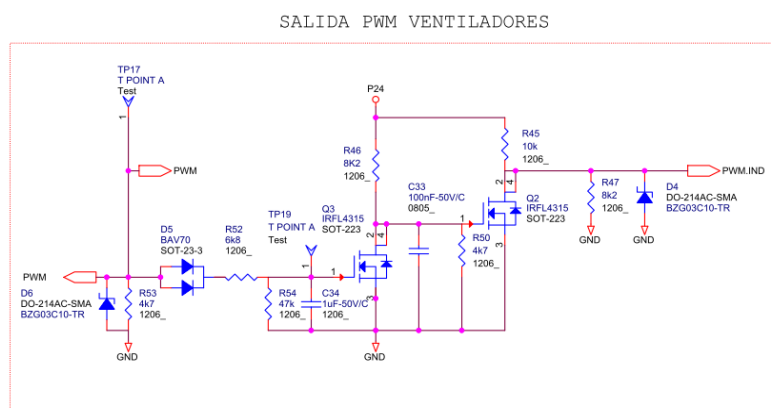 SALIDA PWM VENTILADORES
TP17
T POINT A
Test
1
PWM
P24
R46
8K2
1206_
R45
10k
1206_
C33
100nF-50V/C
0805_
Q3
IRFL4315
SOT-223
2
4
1
3
Q2
IRFL4315
SOT-223
2
4
1
3
R47
8k2
1206_
GND
D4
DO-214AC-SMA
BZG03C10-TR
GND
PWM.IND
TP19
T POINT A
Test
1
D5
BAV70
SOT-23-3
R52
6k8
1206_
R50
4k7
1206_
PWM
D6
DO-214AC-SMA
BZG03C10-TR
R53
4k7
1206_
R54
47k
1206_
C34
1uF-50V/C
1206_
GND
GND